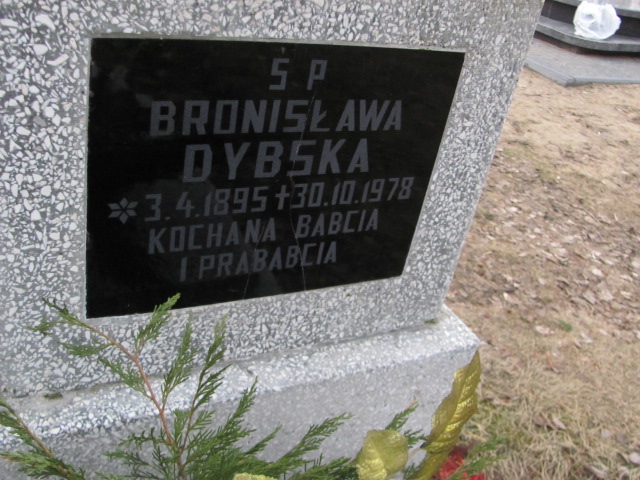 S P
BRONISŁAWA
DYBSKA
3.4.1895 + 30.10.1978
KOCHANA BABCIA
I PRABABCIA